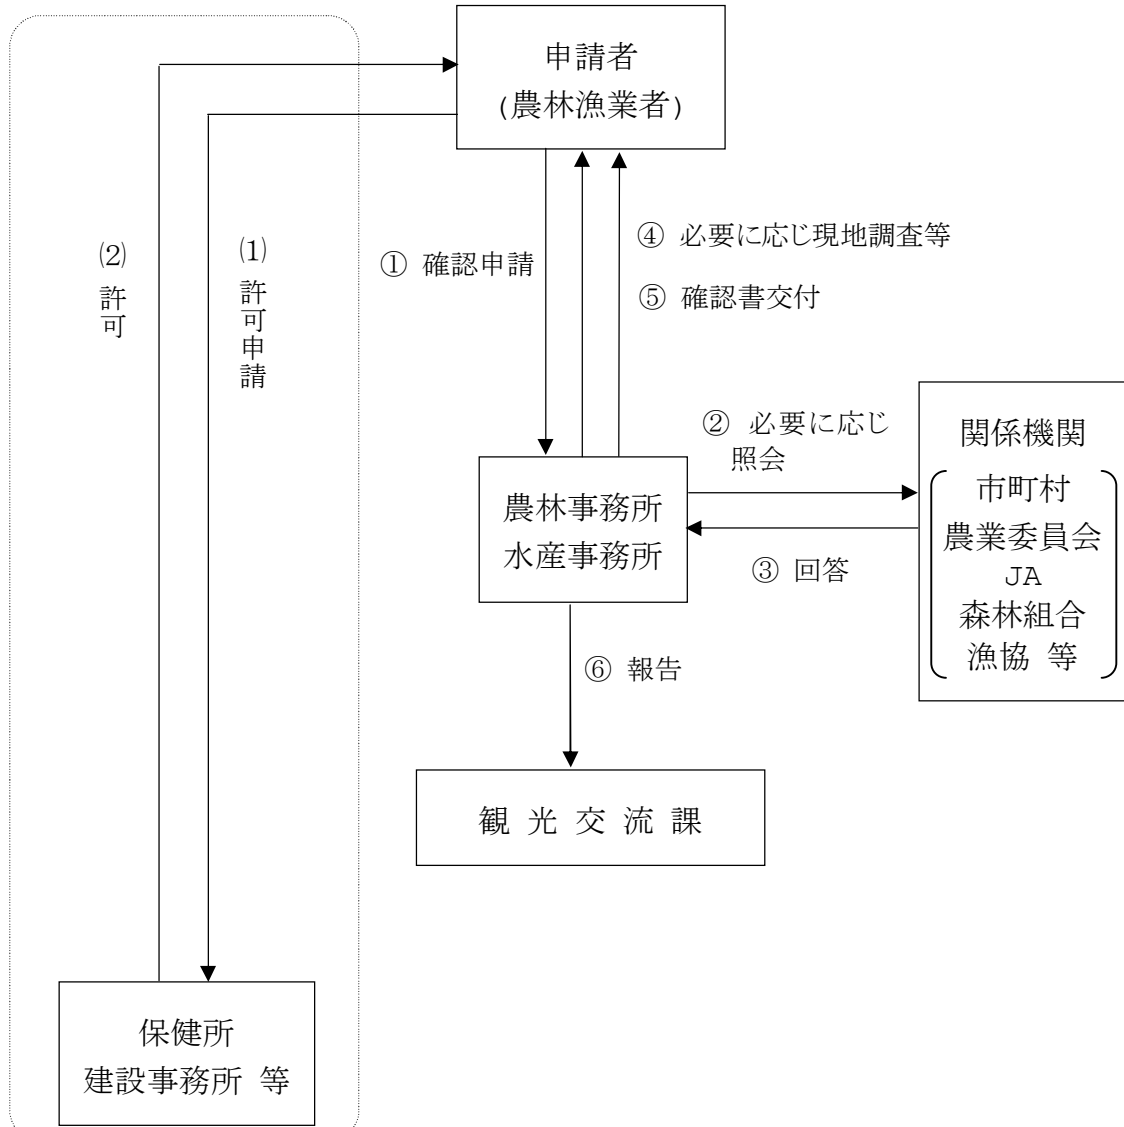 申請者
(農林漁業者)
⑵ 許可
⑴ 許可申請
① 確認申請
④ 必要に応じ現地調査等
⑤ 確認書交付
② 必要に応じ
照会
③ 回答
関係機関
市町村
農業委員会
JA
森林組合
漁協 等
農林事務所
水産事務所
⑥ 報告
観 光 交 流 課
保健所
建設事務所 等